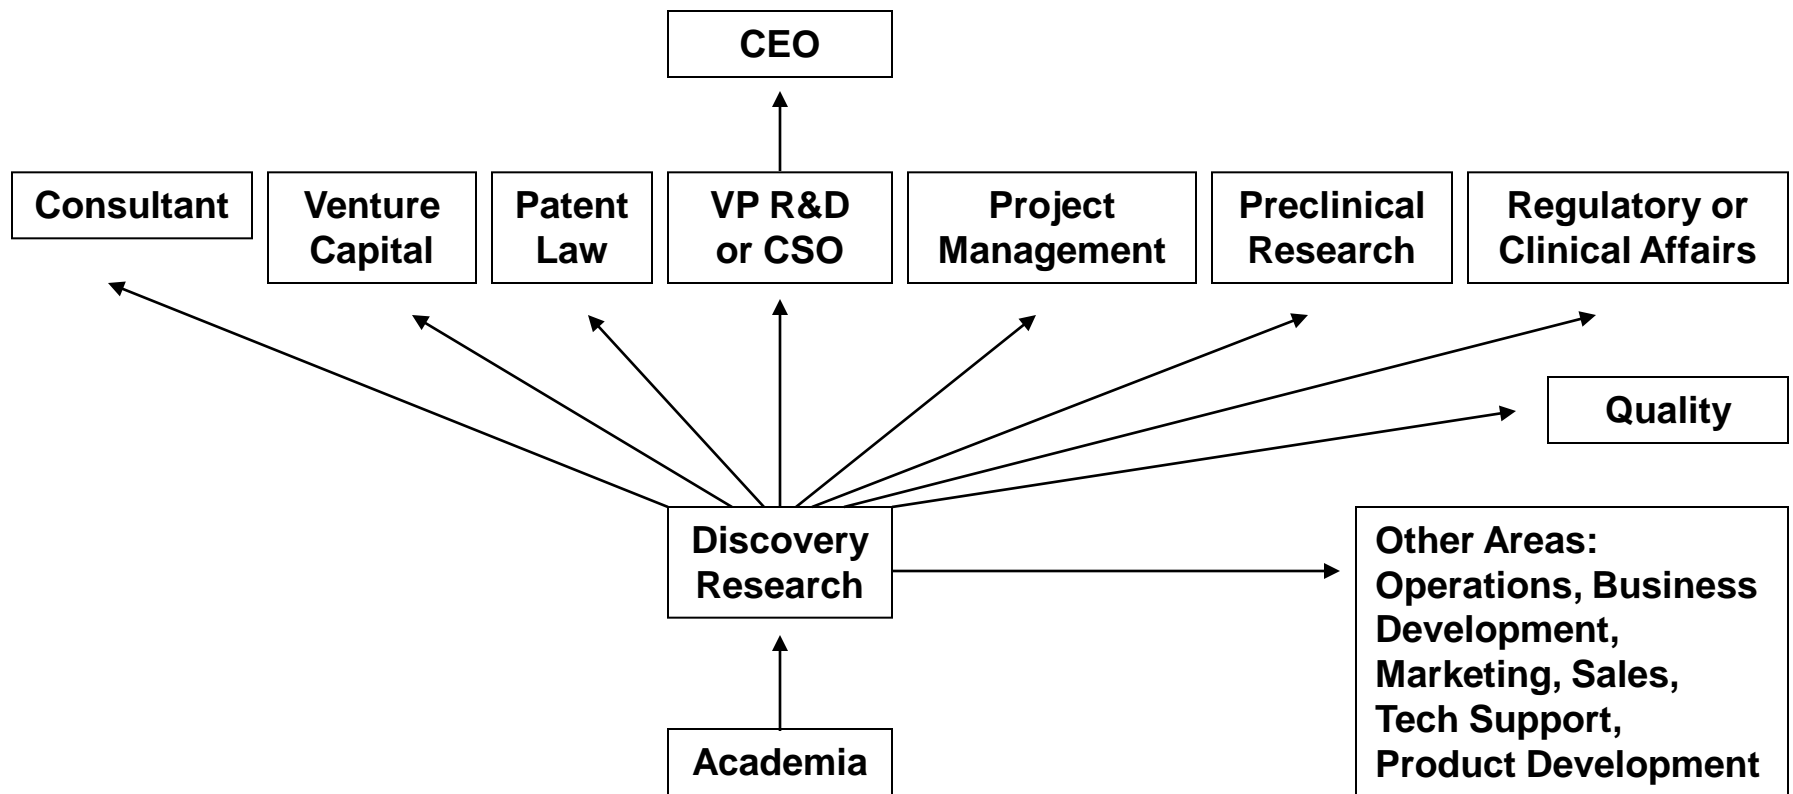 CEO
Consultant
Venture
Capital
Patent
Law
VP R&D
or CSO
Project
Management
Preclinical
Research
Regulatory or
Clinical Affairs
Quality
Discovery
Research
Other Areas:
Operations, Business
Development,
Marketing, Sales,
Tech Support,
Product Development
Academia